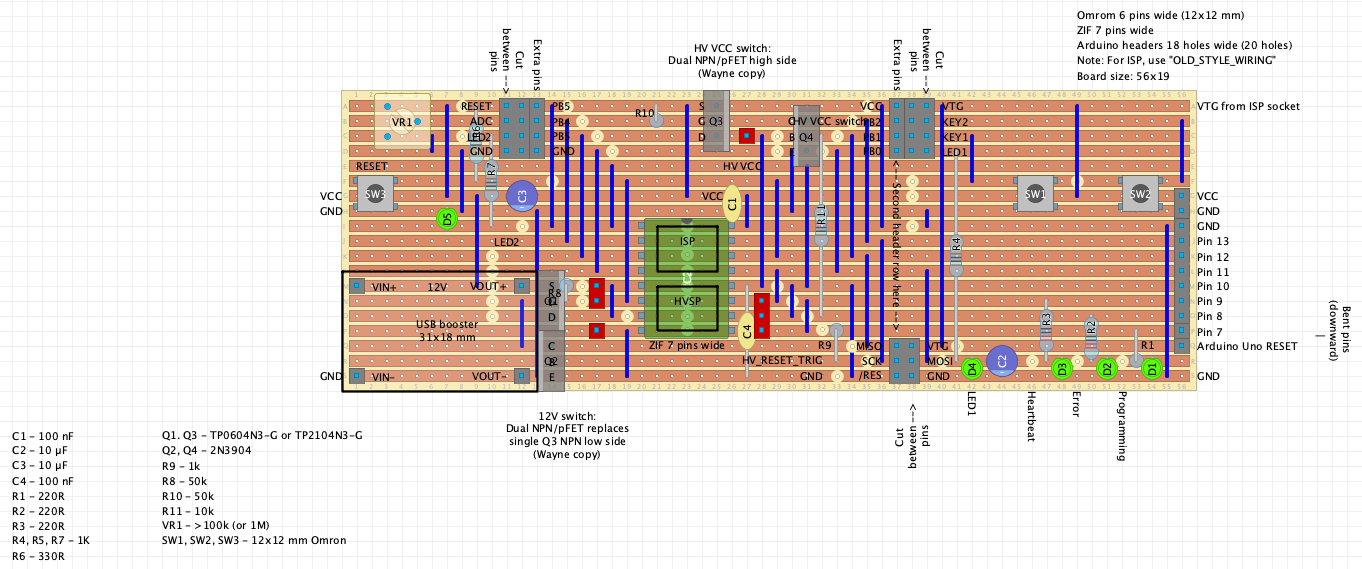 Omrom 6 pins wide (12x12 mm)
ZIF 7 pins wide
Arduino headers 18 holes wide (20 holes)
Note: For ISP, use "OLD_STYLE_WIRING"
Board size: 56x19
HV VCC switch:
Dual NPN/pFET high side
(Wayne copy)
Cut
between -->
pins
Extra pins
Extra pins
Cut
between -->
pins
RESET
ADC
LED2
GND
PB5
PB4
PB3
GND
VR1
R7
R10
S
G
D
Q3
HV VCC switch
B
E
Q4
VCC
PB2
PB1
PB0
VTG
KEY2
KEY1
LED1
VTG from ISP socket
RESET
SW3
VCC
GND
D5
C3
LED2
HV VCC
VCC
C1
R11
<-- Second header row here -->
R4
SW1
SW2
VCC
GND
GND
Pin 13
Pin 12
Pin 11
Pin 10
Pin 9
Pin 8
Pin 7
Arduino Uno RESET
GND
ISP
C2
HVSP
ZIF 7 pins wide
VIN+
12V
VOUT+
USB booster
31x18 mm
GND
VIN-
VOUT-
S
Q1
D
R8
C
Q2
E
C4
HV_RESET_TRIG
R9
GND
MISO
SCK
/RES
VTG
MOSI
GND
D4
C2
R3
D3
R2
D2
R1
D1
LED1
Heartbeat
Error
Programming
Bent pins
(downward)
|
Cut
between -->
pins
12V switch:
Dual NPN/pFET replaces
single Q3 NPN low side
(Wayne copy)
C1 - 100 nF
C2 - 10 µF
C3 - 10 µF
C4 - 100 nF
R1 - 220R
R2 - 220R
R3 - 220R
R4, R5, R7 - 1K
R6 - 330R
Q1. Q3 - TP0604N3-G or TP2104N3-G
Q2, Q4 - 2N3904
R9 - 1k
R8 - 50k
R10 - 50k
R11 - 10k
VR1 - >100k (or 1M)
SW1, SW2, SW3 - 12x12 mm Omron